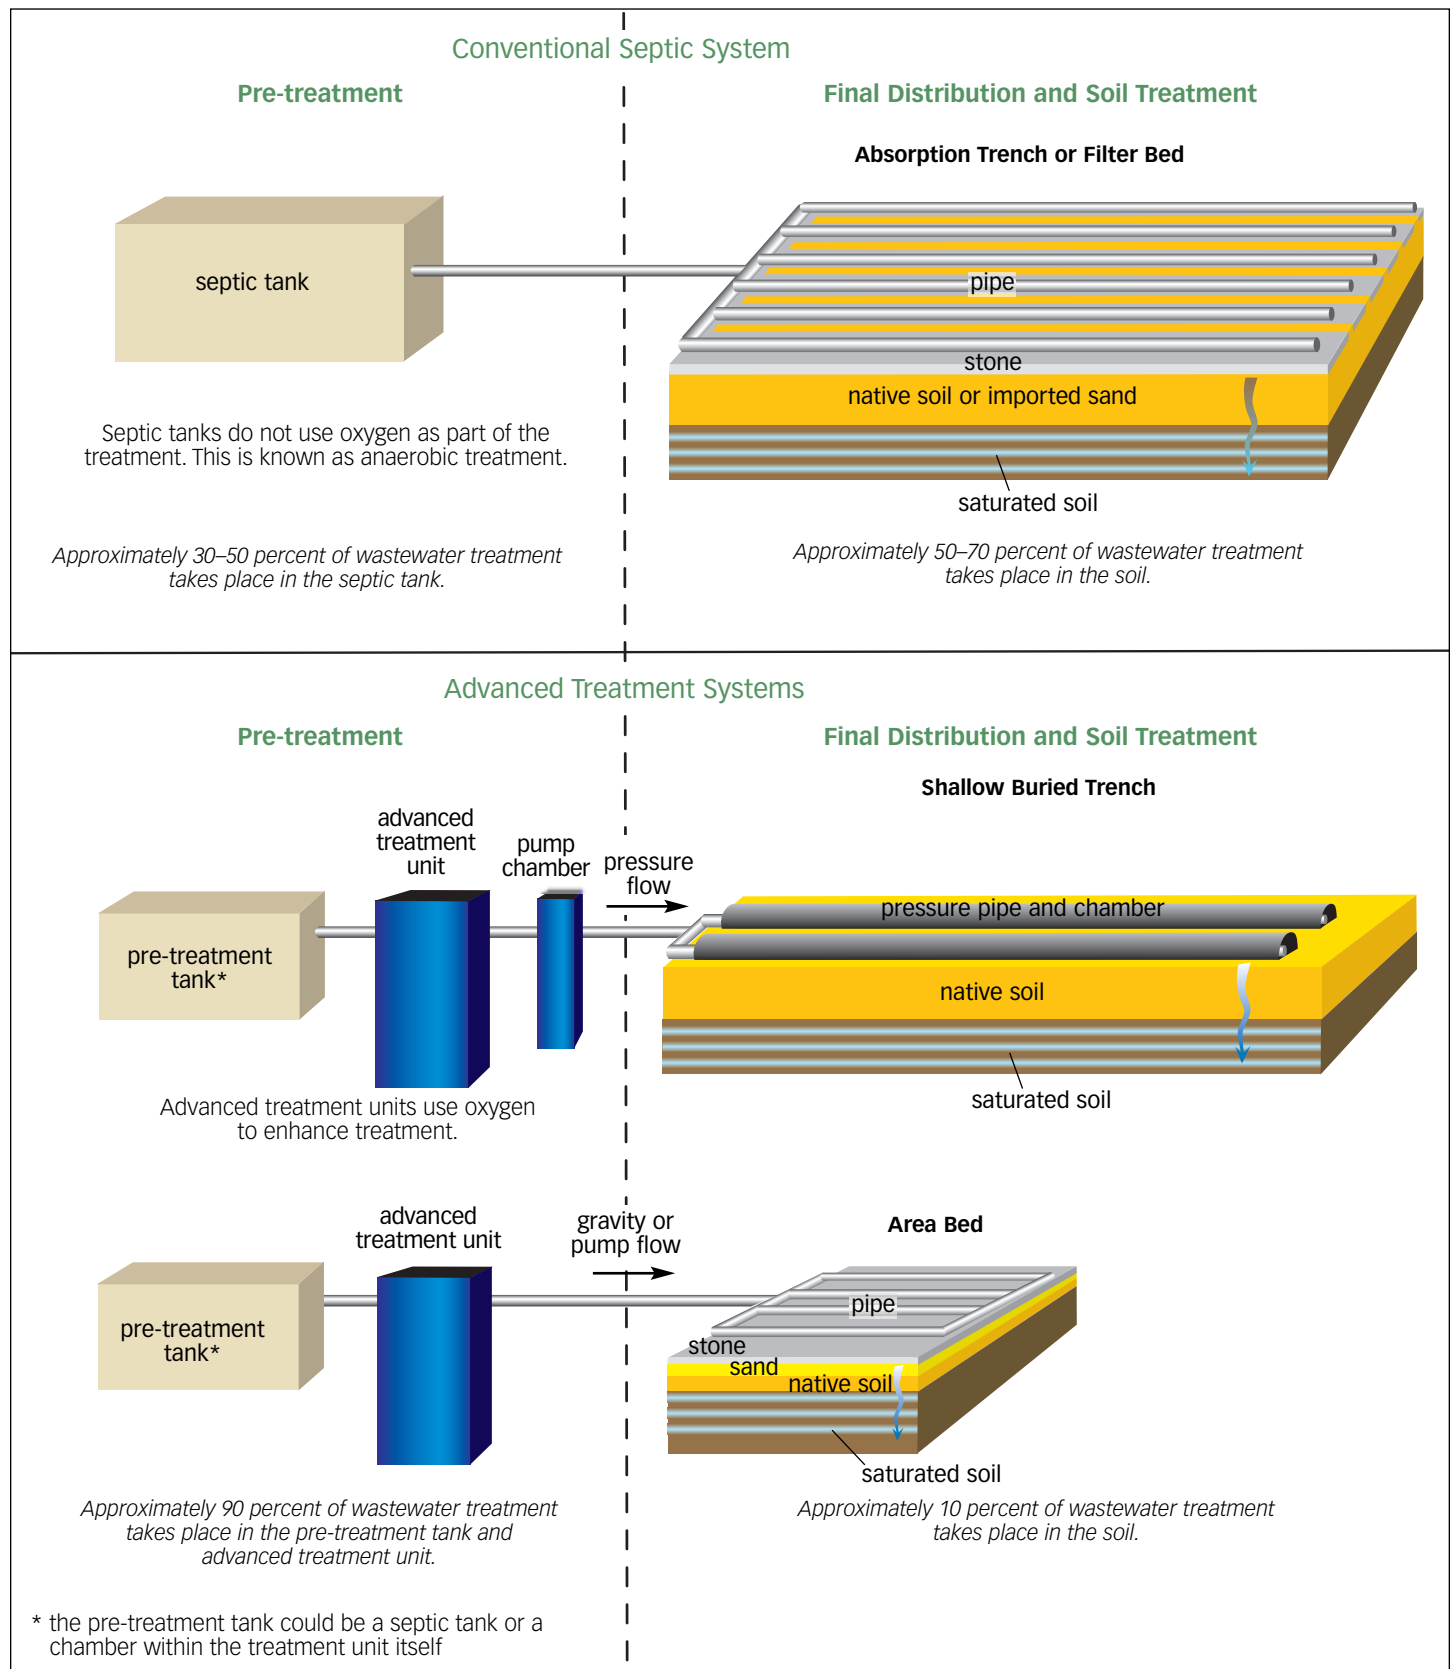 Conventional Septic System
Pre-treatment
Final Distribution and Soil Treatment
Absorption Trench or Filter Bed
septic tank
pipe
stone
native soil or imported sand
saturated soil
Septic tanks do not use oxygen as part of the
treatment. This is known as anaerobic treatment.
Approximately 30–50 percent of wastewater treatment
takes place in the septic tank.
Approximately 50–70 percent of wastewater treatment
takes place in the soil.
Advanced Treatment Systems
Pre-treatment
Final Distribution and Soil Treatment
Shallow Buried Trench
advanced
treatment
unit
pump
chamber
pressure
flow
pre-treatment
tank*
pressure pipe and chamber
native soil
saturated soil
Advanced treatment units use oxygen
to enhance treatment.
advanced
treatment unit
gravity or
pump flow
Area Bed
pre-treatment
tank*
pipe
stone
sand
native soil
saturated soil
Approximately 90 percent of wastewater treatment
takes place in the pre-treatment tank and
advanced treatment unit.
Approximately 10 percent of wastewater treatment
takes place in the soil.
* the pre-treatment tank could be a septic tank or a
chamber within the treatment unit itself